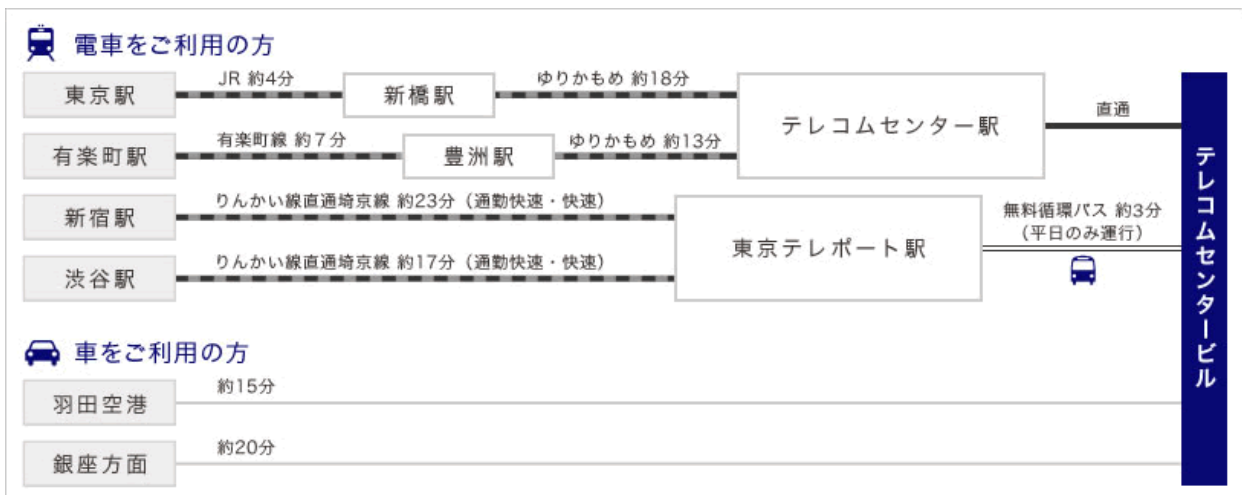 電車をご利用の方
東京駅
JR 約4分
新橋駅
ゆりかもめ 約18分
テレコムセンター駅
直通
有楽町駅
有楽町線 約7分
豊洲駅
ゆりかもめ 約13分
新宿駅
りんかい線直通埼京線 約23分（通勤快速・快速）
東京テレポート駅
無料循環バス 約3分
（平日のみ運行）
渋谷駅
りんかい線直通埼京線 約17分（通勤快速・快速）
テレコムセンタービル
車をご利用の方
羽田空港
約15分
銀座方面
約20分